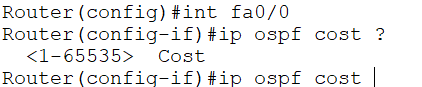 Router(config)#int fa0/0
Router(config-if)#ip ospf cost ?
  <1-65535>  Cost
Router(config-if)#ip ospf cost